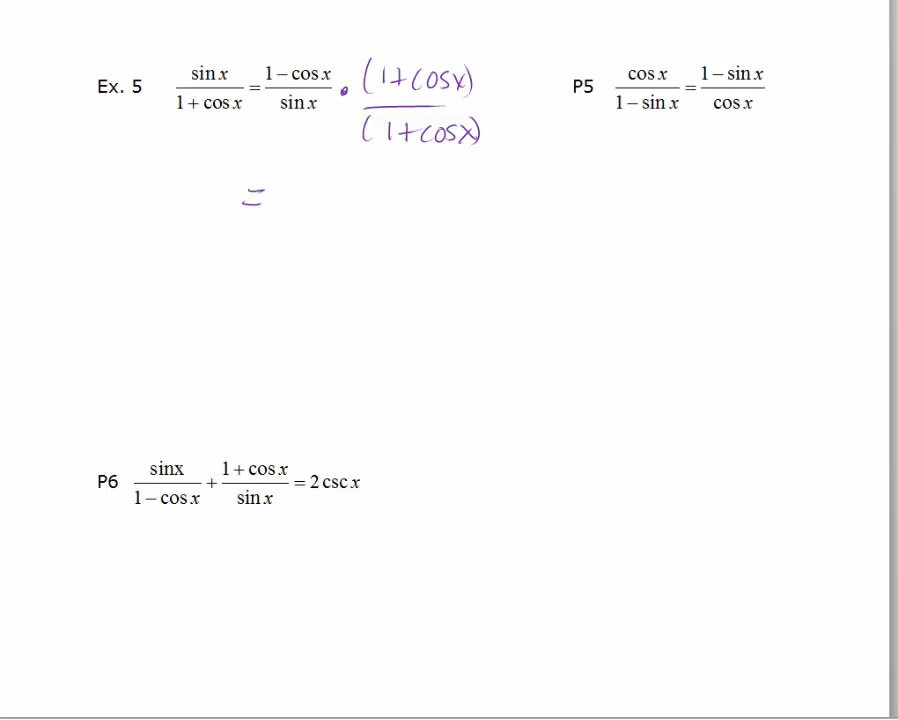 Ex. 5 sin x / 1 + cos x = 1 − cos x / sin x • (1+cosx) / (1+cosx)
P5 cos x / 1 − sin x = 1 − sin x / cos x
=
P6 sinx / 1 − cos x + 1 + cos x / sin x = 2 csc x